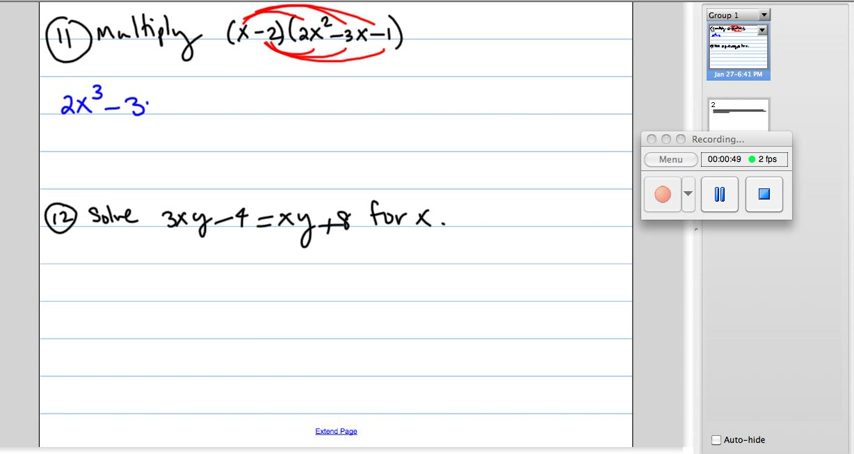 ⑪ Multiply (x-2)(2x²-3x-1)
2x³-3
⑫ Solve 3xy-4=xy+8 for x.
Extend Page
Group 1
Jan 27-6:41 PM
2
Recording...
Menu
00:00:49
2 fps
Auto-hide